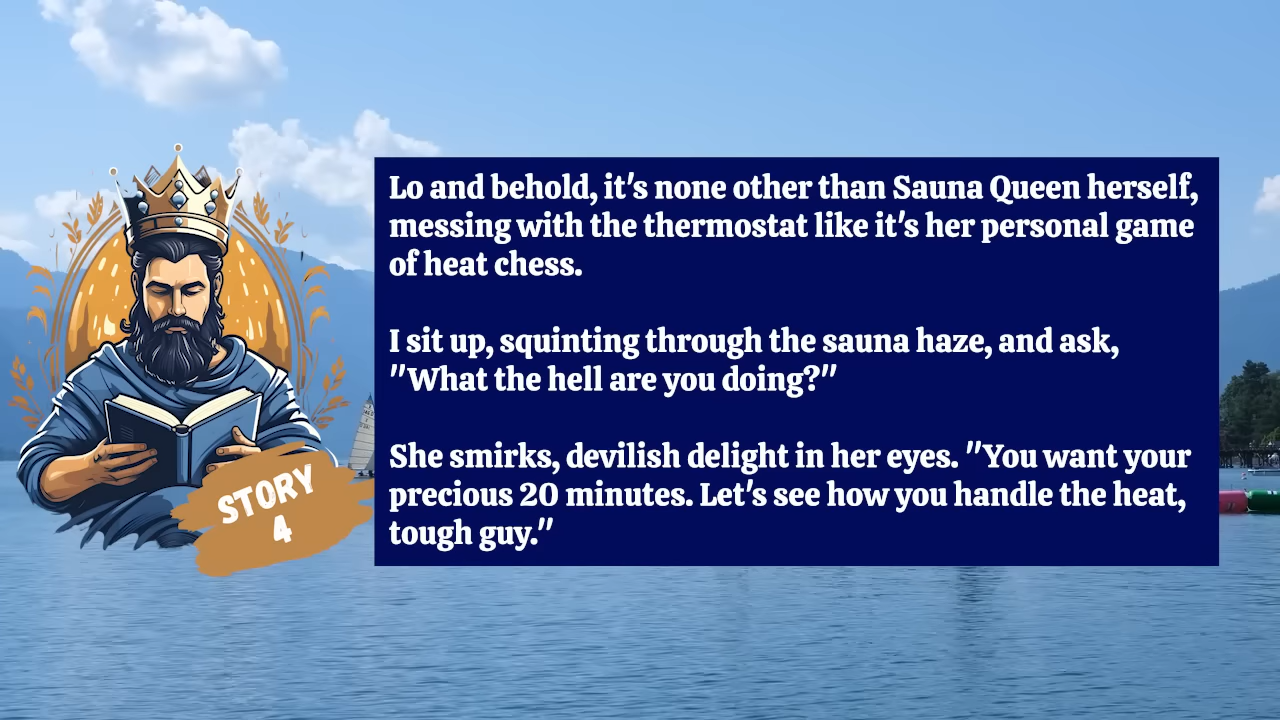 Lo and behold, it's none other than Sauna Queen herself,
messing with the thermostat like it's her personal game
of heat chess.
I sit up, squinting through the sauna haze, and ask,
"What the hell are you doing?"
She smirks, devilish delight in her eyes. "You want your
precious 20 minutes. Let's see how you handle the heat,
tough guy."
STORY
4